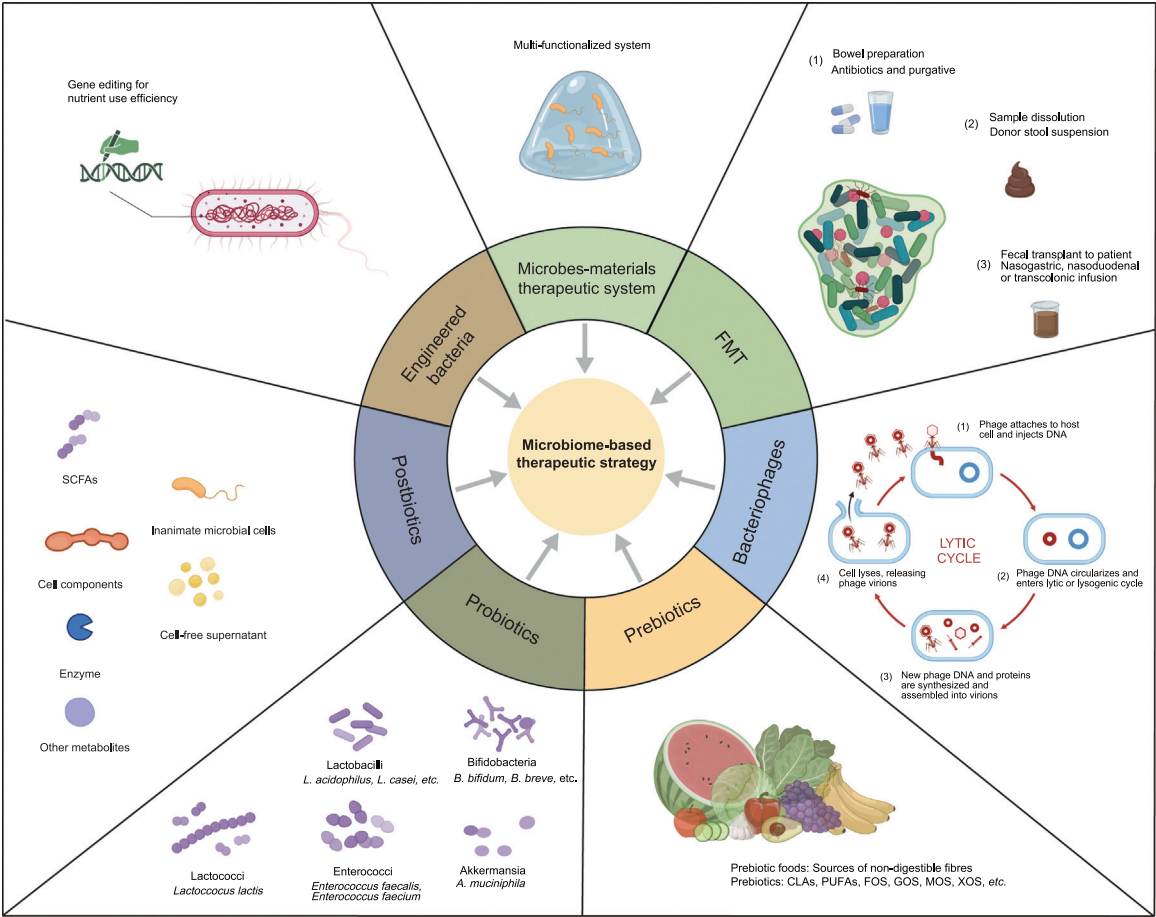 Gene editing for
nutrient use efficiency
Multi-functionalized system
(1) Bowel preparation
Antibiotics and purgative
(2) Sample dissolution
Donor stool suspension
(3) Fecal transplant to patient
Nasogastric, nasoduodenal
or transcolonic infusion
Engineered
bacteria
Microbes-materials
therapeutic system
FMT
Bacteriophages
Prebiotics
Probiotics
Postbiotics
Microbiome-based
therapeutic strategy
(1) Phage attaches to host
cell and injects DNA
LYTIC
CYCLE
(2) Phage DNA circularizes and
enters lytic or lysogenic cycle
(3) New phage DNA and proteins
are synthesized and
assembled into virions
(4) Cell lyses, releasing
phage virions
SCFAs
Inanimate microbial cells
Cell components
Cell-free supernatant
Enzyme
Other metabolites
Lactobacilli
L. acidophilus, L. casei, etc.
Bifidobacteria
B. bifidum, B. breve, etc.
Lactococci
Lactoccocus lactis
Enterococci
Enterococcus faecalis,
Enterococcus faecium
Akkermansia
A. muciniphila
Prebiotic foods: Sources of non-digestible fibres
Prebiotics: CLAs, PUFAs, FOS, GOS, MOS, XOS, etc.